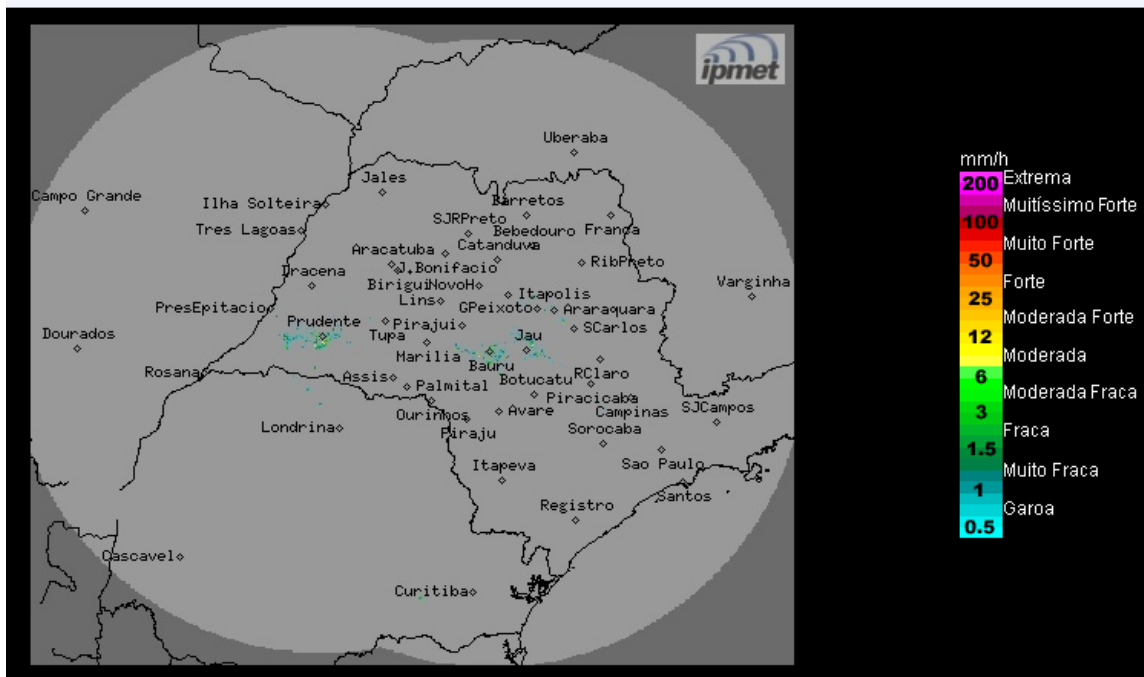 ipmet
Uberaba
Campo Grande
Jales
Ilha Solteira
Barretos
SJRPreto
Tres Lagoas
Bebedouro Franca
Catanduva
Aracatuba
J.Bonifacio
RibPreto
Dracena
Birigui
NovoH
Varginha
Itapolis
Lins
PresEpitacio
GPeixoto
Araraquara
Prudente
Pirajui
SCarlos
Dourados
Tupa
Jau
Marilia
Bauru
RClaro
Rosana
Assis
Botucatu
Palmital
Piracicaba
SJCampos
Ourinhos
Avare
Campinas
Londrina
Piraju
Sorocaba
Itapeva
Sao Paulo
Santos
Registro
Cascavel
Curitiba
mm/h
200 Extrema
Muitíssimo Forte
100
Muito Forte
50
Forte
25
Moderada Forte
12
Moderada
6
Moderada Fraca
3
Fraca
1.5
Muito Fraca
1
Garoa
0.5